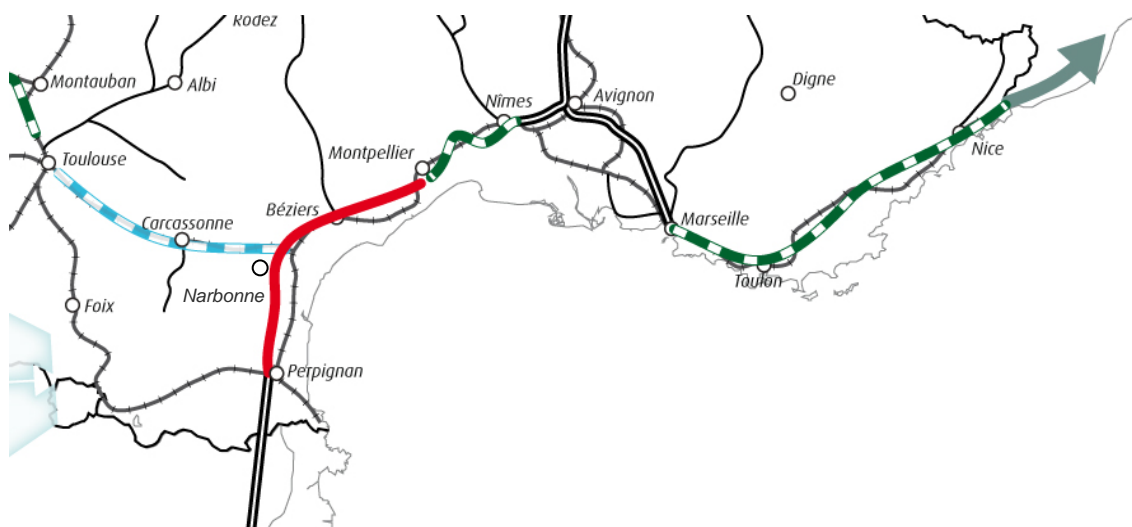 Rodez
Montauban
Albi
Digne
Nîmes
Avignon
Toulouse
Montpellier
Nice
Béziers
Carcassonne
Marseille
Toulon
Narbonne
Foix
Perpignan